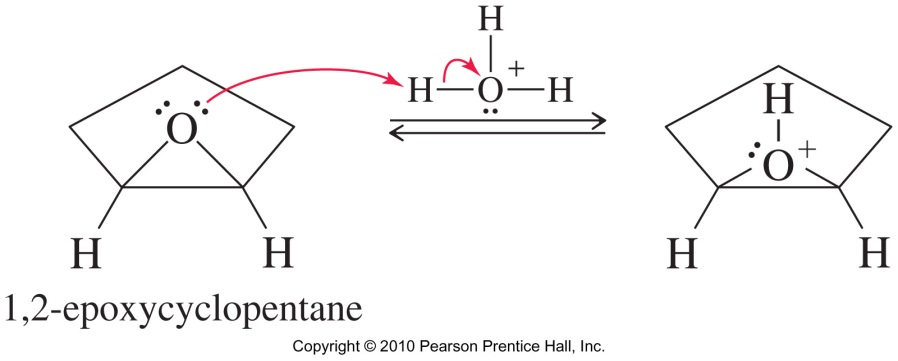 H
H—O+—H
H
O
O+
H H
H H
1,2-epoxycyclopentane
Copyright © 2010 Pearson Prentice Hall, Inc.